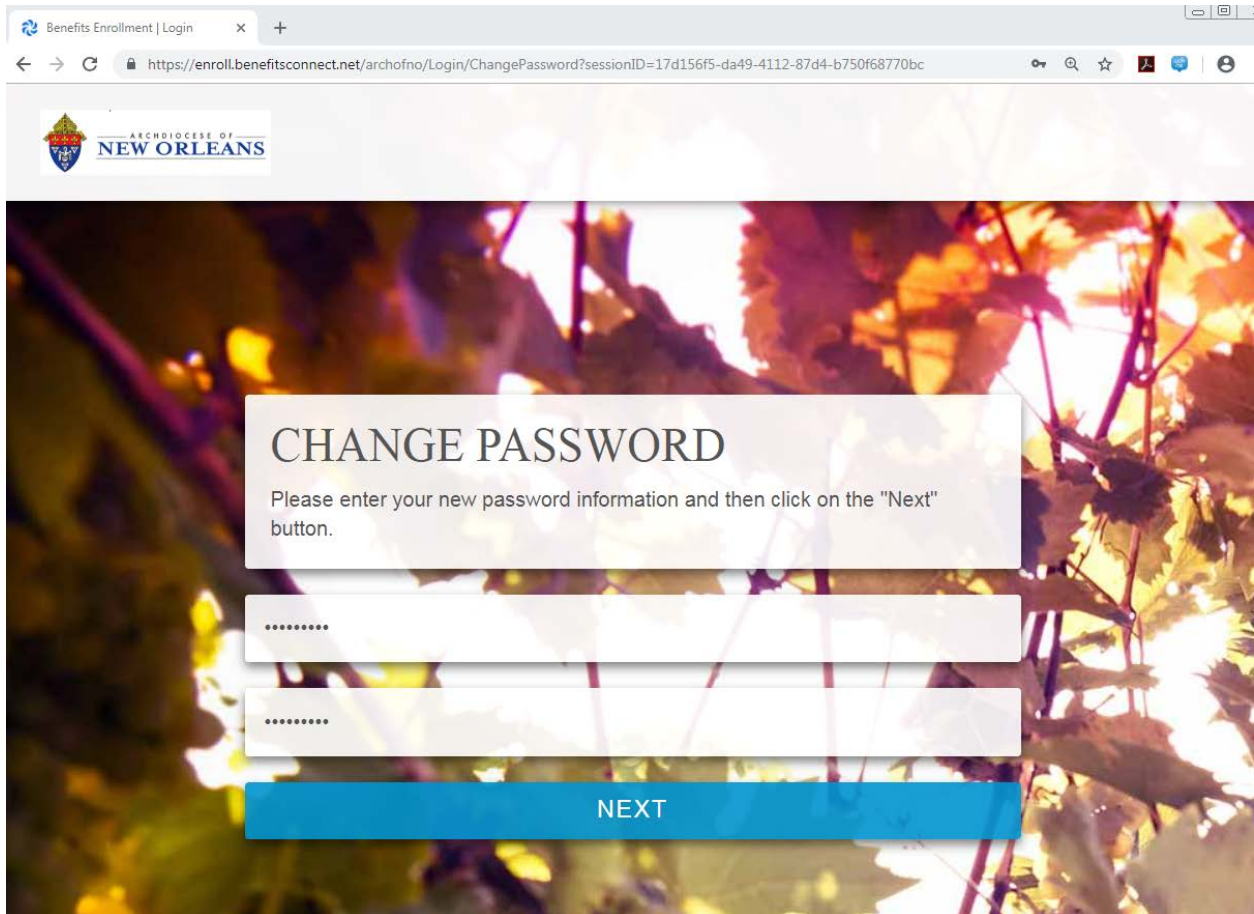 Benefits Enrollment | Login
https://enroll.benefitsconnect.net/archofno/Login/ChangePassword?sessionID=17d156f5-da49-4112-87d4-b750f68770bc
ARCHDIOCESE OF
NEW ORLEANS
CHANGE PASSWORD
Please enter your new password information and then click on the "Next"
button.
•••••••••
•••••••••
NEXT